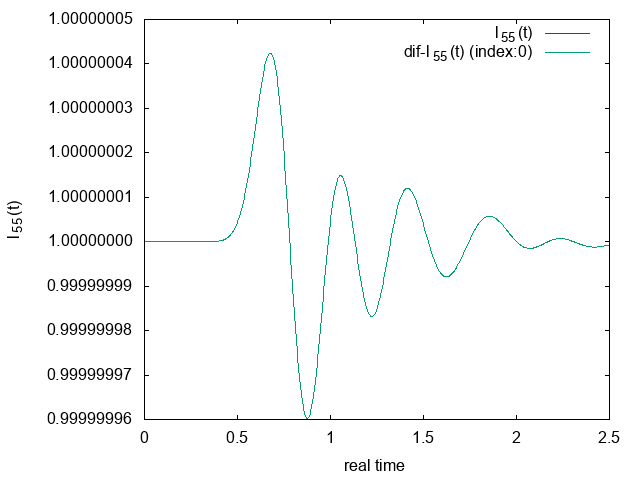 1.00000005
1.00000004
1.00000003
1.00000002
1.00000001
1.00000000
0.99999999
0.99999998
0.99999997
0.99999996
0 0.5 1 1.5 2 2.5
real time
I55(t)
I55(t)
dif-I55(t) (index:0)